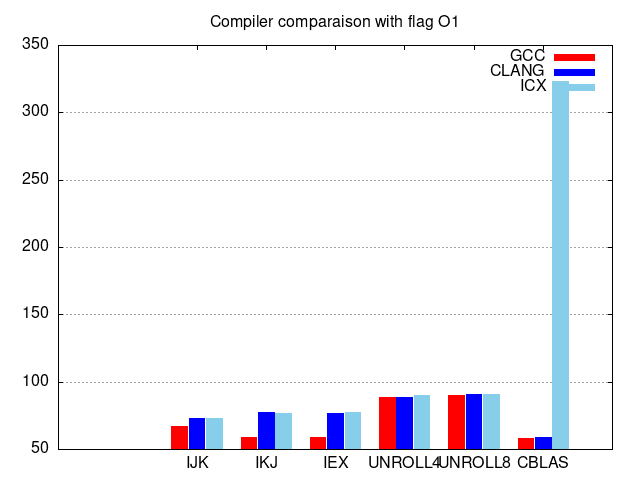 Compiler comparaison with flag O1
350
300
250
200
150
100
50
GCC
CLANG
ICX
IJK
IKJ
IEX
UNROLL4
UNROLL8
CBLAS